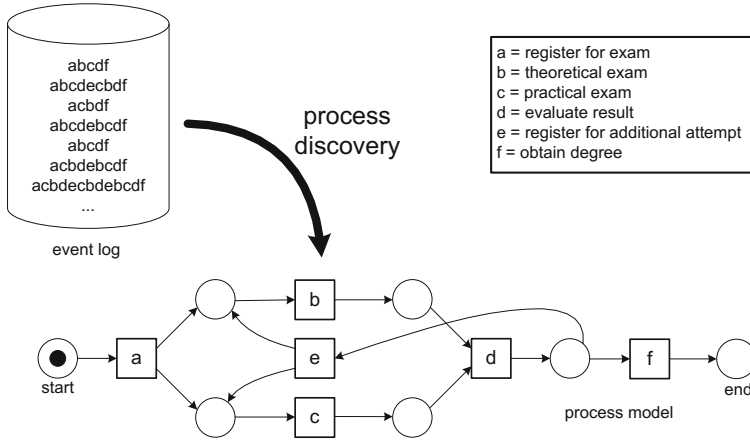 abcdf
abcdecbdf
acbdf
abcdebcdf
abcdf
acbdebcdf
acbdecbdebcdf
...
event log
process
discovery
a = register for exam
b = theoretical exam
c = practical exam
d = evaluate result
e = register for additional attempt
f = obtain degree
b
a
e
d
f
start
end
c
process model